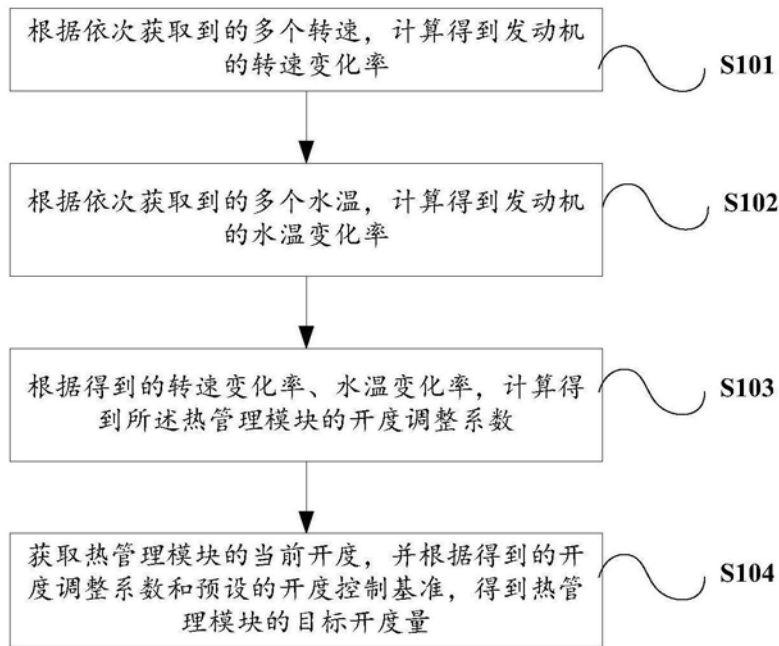 根据依次获取到的多个转速，计算得到发动机
的转速变化率
S101
根据依次获取到的多个水温，计算得到发动机
的水温变化率
S102
根据得到的转速变化率、水温变化率，计算得
到所述热管理模块的开度调整系数
S103
获取热管理模块的当前开度，并根据得到的开
度调整系数和预设的开度控制基准，得到热管
理模块的目标开度量
S104